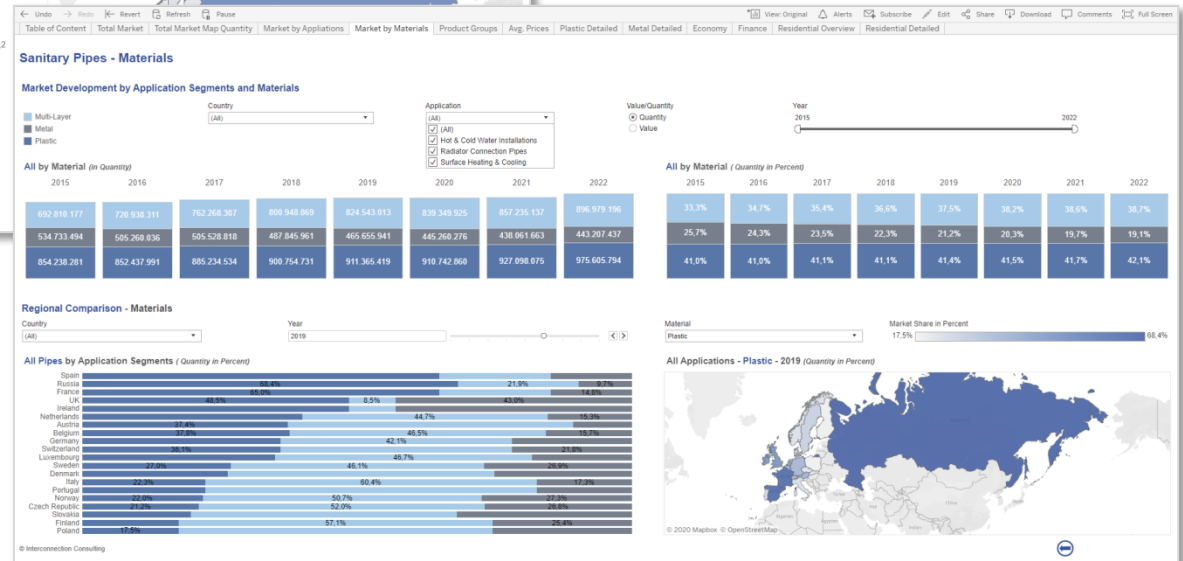 Undo Redo Revert Refresh Pause View: Original Alerts Subscribe Edit Share Download Comments Full Screen
Table of Content Total Market Total Market Map Quantity Market by Appliations Market by Materials Product Groups Avg. Prices Plastic Detailed Metal Detailed Economy Finance Residential Overview Residential Detailed
Sanitary Pipes - Materials
Market Development by Application Segments and Materials
Country Application Value/Quantity Year
Multi-Layer (All) (All) Quantity 2015 2022
Metal (All) Value
Plastic Hot & Cold Water Installations
Radiator Connection Pipes
Surface Heating & Cooling
All by Material (in Quantity) All by Material ( Quantity in Percent)
2015 2016 2017 2018 2019 2020 2021 2022 2015 2016 2017 2018 2019 2020 2021 2022
692.810.177 720.930.311 762.268.307 800.948.069 824.543.013 839.349.925 857.235.137 896.979.196 33,3% 34,7% 35,4% 36,6% 37,5% 38,2% 38,6% 38,7%
534.733.494 505.260.036 505.528.818 487.845.961 465.655.941 445.260.276 438.061.663 443.207.437 25,7% 24,3% 23,5% 22,3% 21,2% 20,3% 19,7% 19,1%
854.238.281 852.437.991 885.234.534 900.754.731 911.365.419 910.742.860 927.098.075 975.605.794 41,0% 41,0% 41,1% 41,1% 41,4% 41,5% 41,7% 42,1%
Regional Comparison - Materials
Country Year Material Market Share in Percent
(All) 2019 Plastic 17,5% 68,4%
All Pipes by Application Segments ( Quantity in Percent) All Applications - Plastic - 2019 (Quantity in Percent)
Spain
Russia 68,4% 21,9% 9,7%
France 65,0% 14,8%
UK 48,5% 8,5% 43,0%
Ireland
Netherlands 44,7% 15,3%
Austria 37,4%
Belgium 37,8% 46,5% 15,7%
Germany 42,1%
Switzerland 36,1% 21,8%
Luxembourg 46,7%
Sweden 27,0% 46,1% 26,9%
Denmark
Italy 22,3% 60,4% 17,3%
Portugal
Norway 22,0% 50,7% 27,3%
Czech Republic 21,2% 52,0% 26,8%
Slovakia
Finland 57,1% 25,4%
Poland 17,5%
© 2020 Mapbox © OpenStreetMap
© Interconnection Consulting